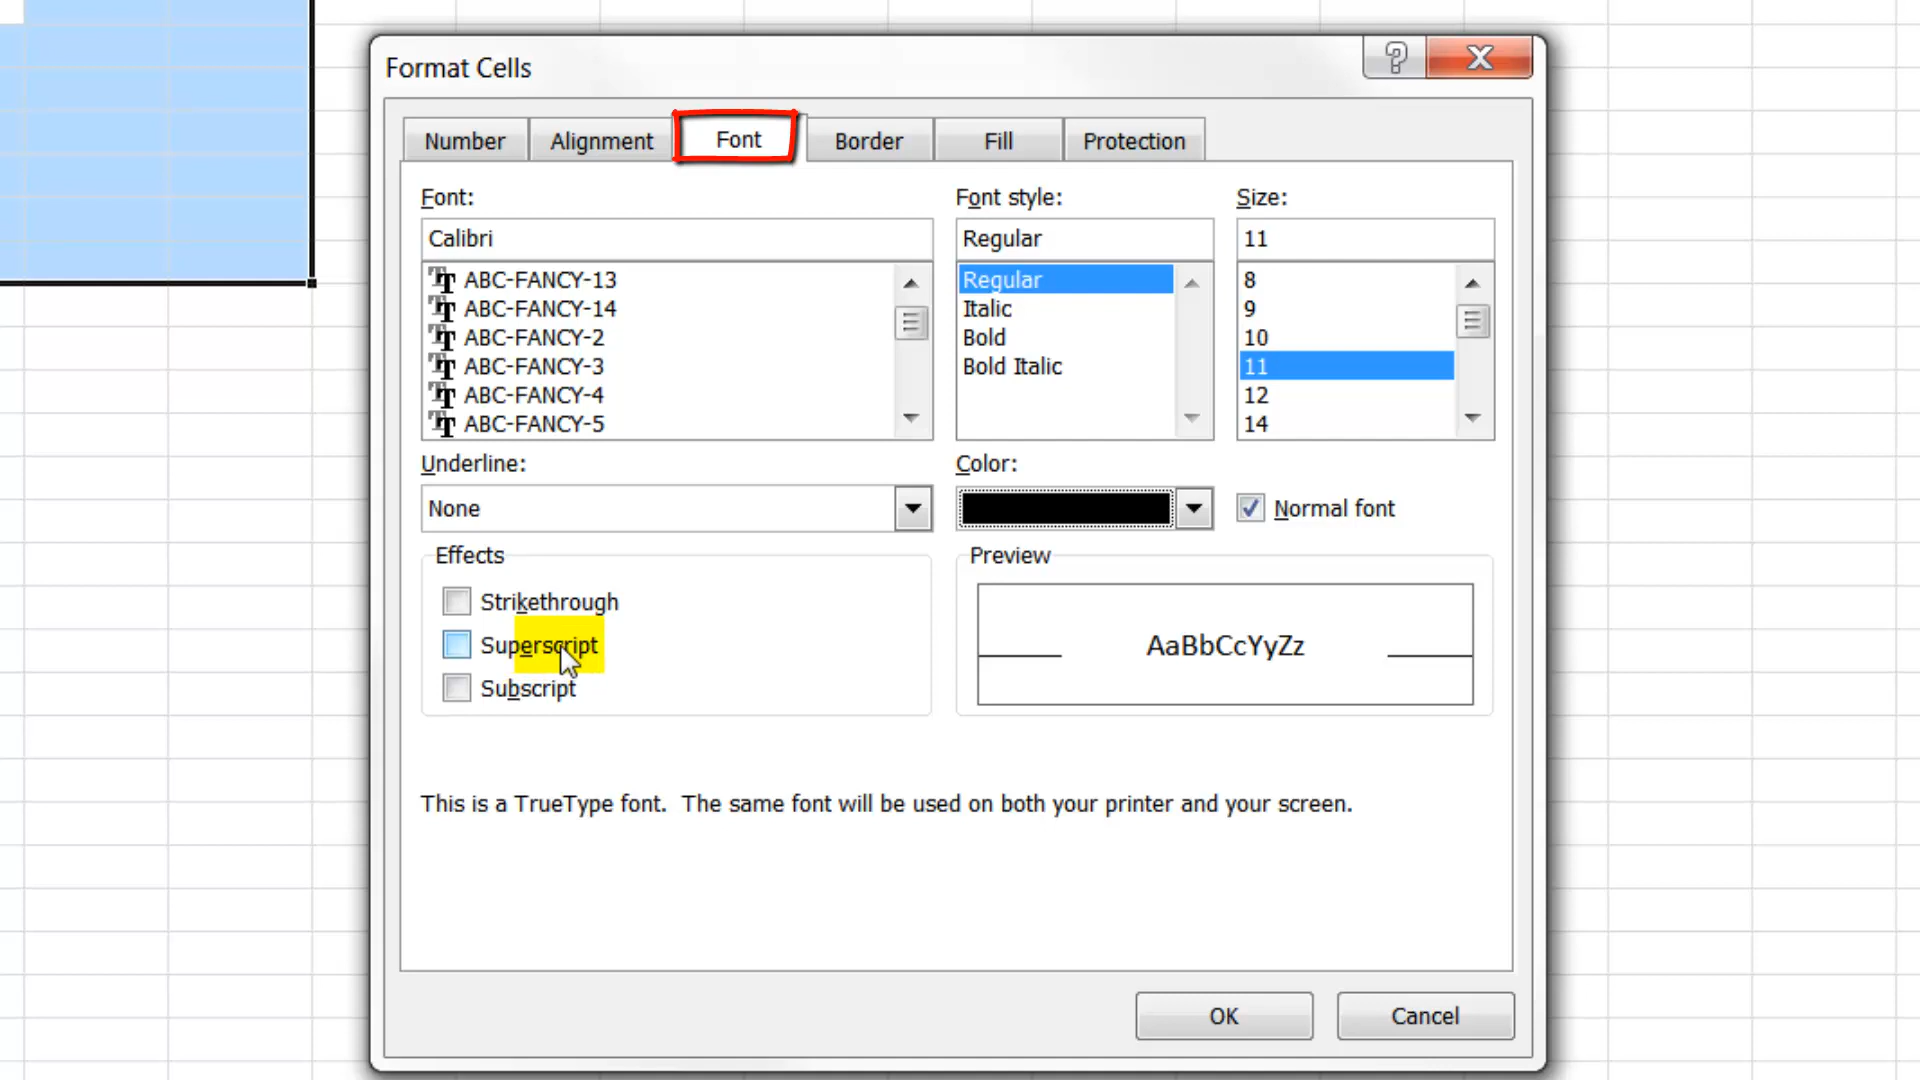 Format Cells
Number Alignment Font Border Fill Protection
Font: Font style: Size:
Calibri Regular 11
ABC-FANCY-13 Regular 8
ABC-FANCY-14 Italic 9
ABC-FANCY-2 Bold 10
ABC-FANCY-3 Bold Italic 11
ABC-FANCY-4 12
ABC-FANCY-5 14
Underline: Color:
None Normal font
Effects Preview
Strikethrough
Superscript AaBbCcYyZz
Subscript
This is a TrueType font. The same font will be used on both your printer and your screen.
OK Cancel